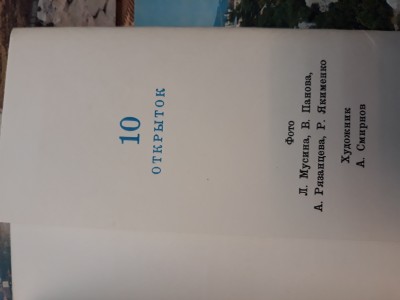 10
ОТКРЫТОК
Фото
Л. Мусина, В. Панова,
А. Рязанцева, Р. Якименко
Художник
А. Смирнов